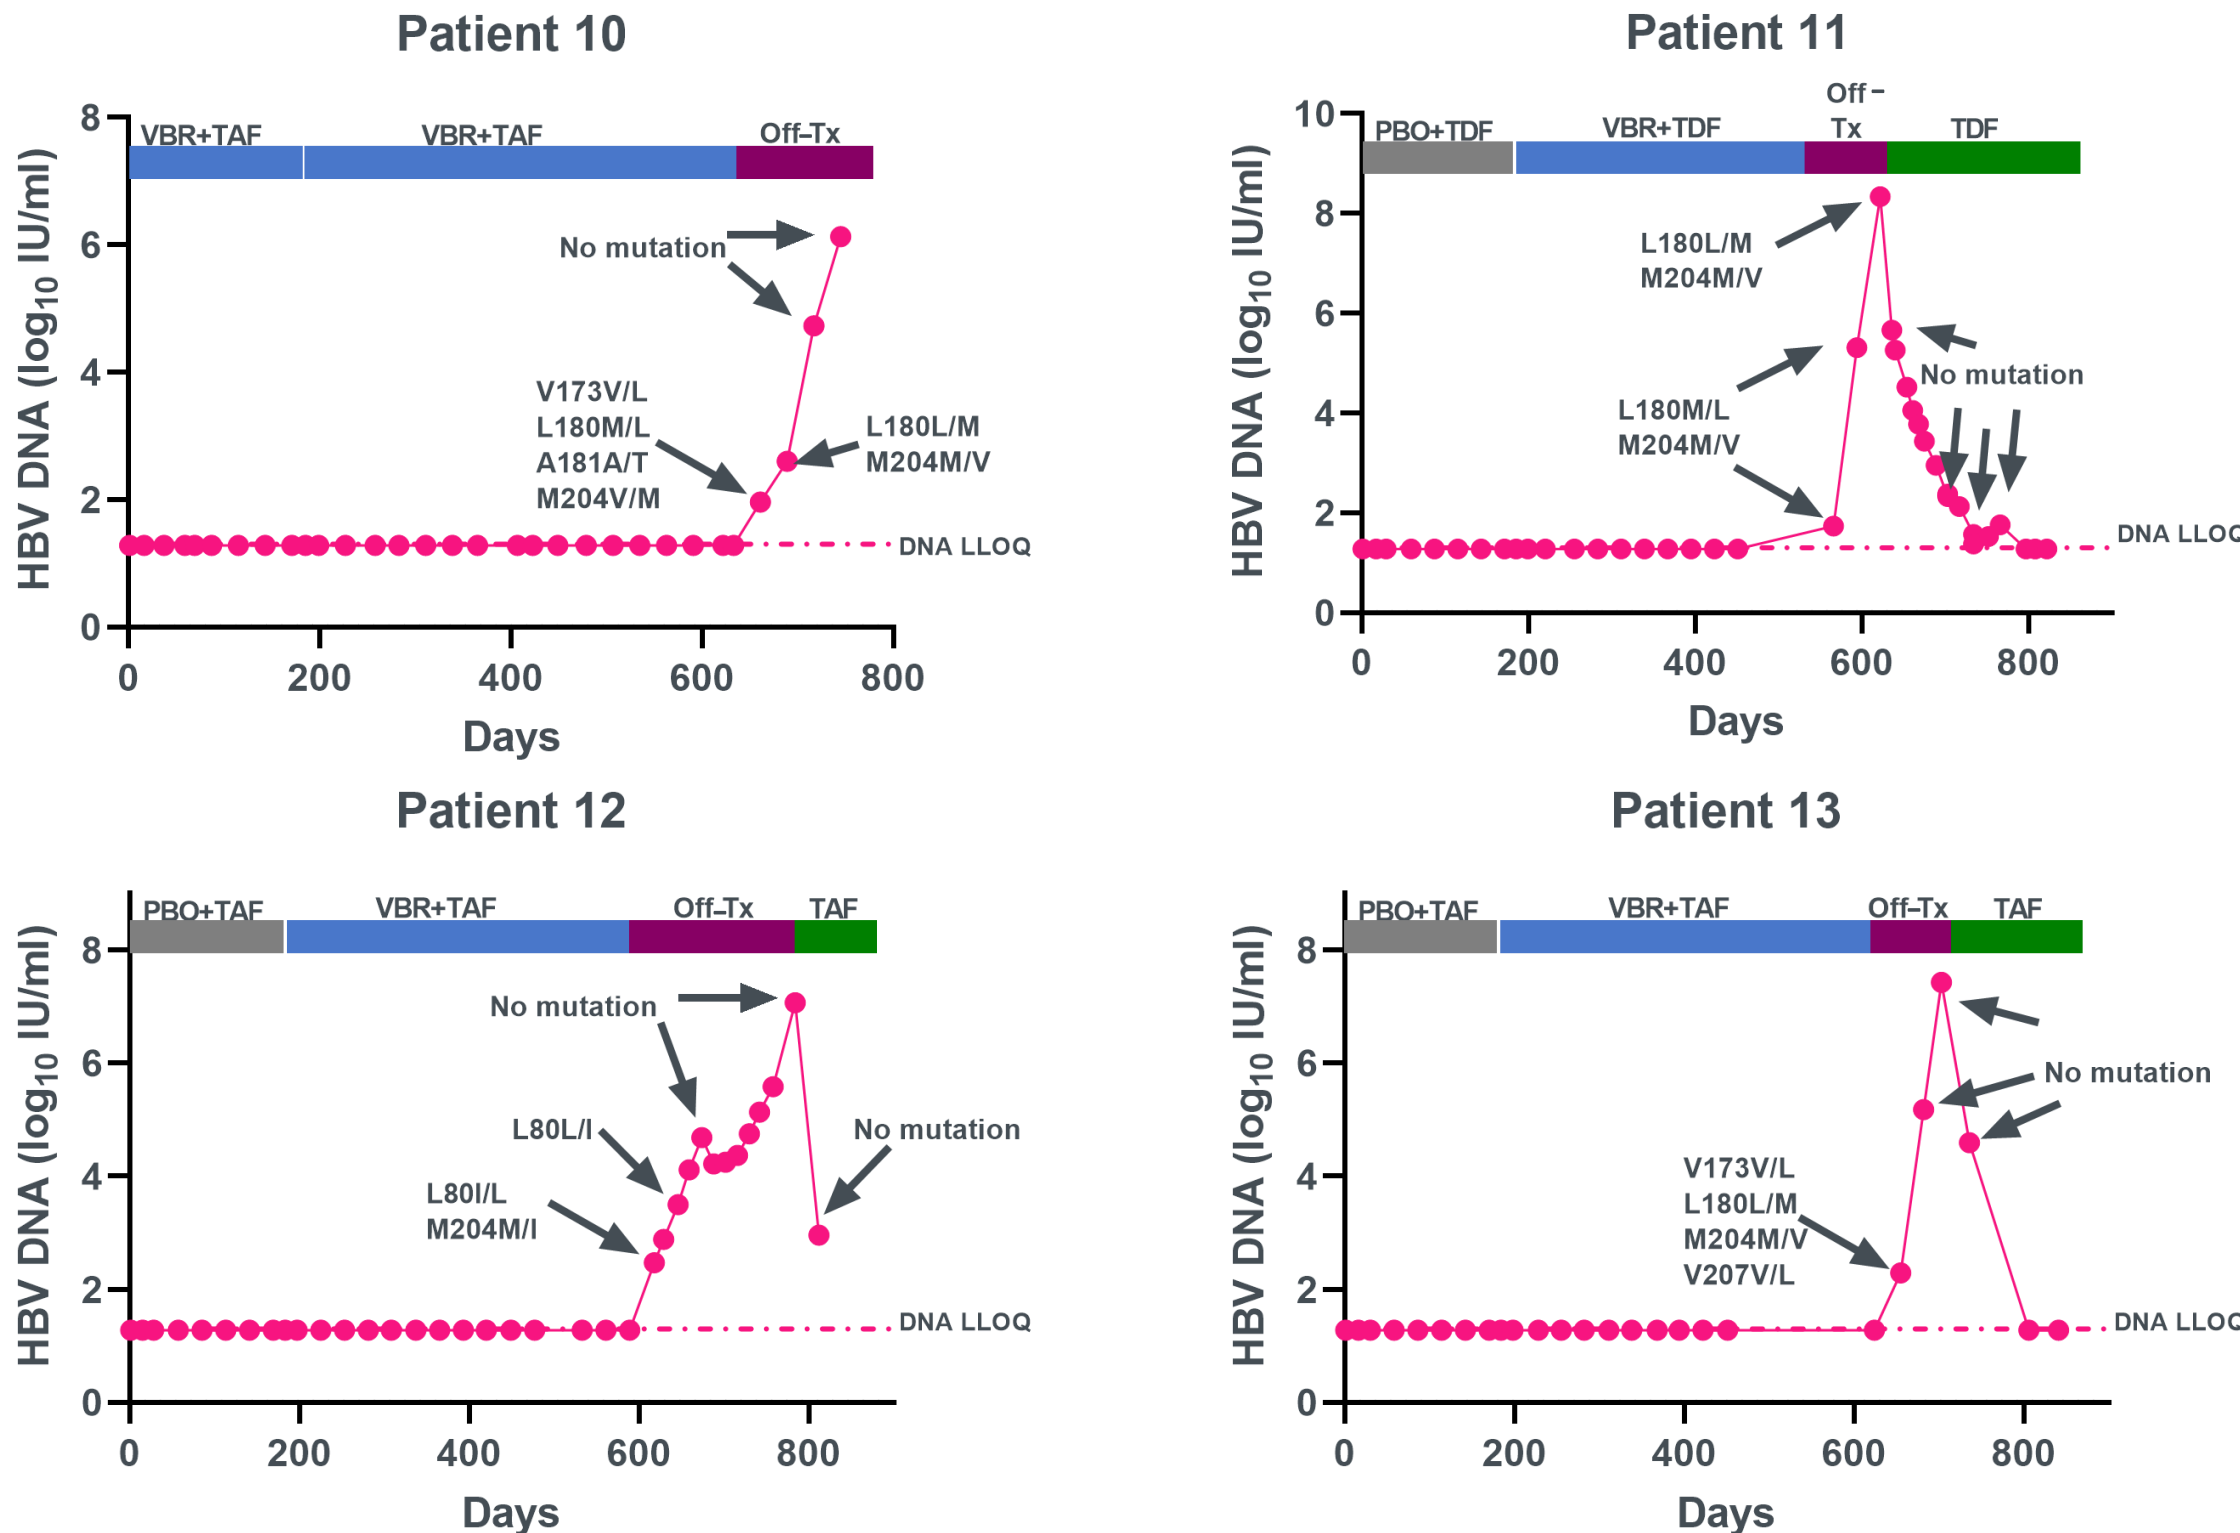 Patient 10
8
6
4
2
0
HBV DNA (log10 IU/ml)
VBR+TAF
VBR+TAF
Off–Tx
No mutation
V173V/L
L180M/L
A181A/T
M204V/M
L180L/M
M204M/V
DNA LLOQ
0 200 400 600 800
Days
Patient 11
10
8
6
4
2
0
HBV DNA (log10 IU/ml)
PBO+TDF
VBR+TDF
Off –
Tx
TDF
L180L/M
M204M/V
L180M/L
M204M/V
No mutation
DNA LLOQ
0 200 400 600 800
Days
Patient 12
8
6
4
2
0
HBV DNA (log10 IU/ml)
PBO+TAF
VBR+TAF
Off–Tx
TAF
No mutation
L80L/I
L80I/L
M204M/I
No mutation
DNA LLOQ
0 200 400 600 800
Days
Patient 13
8
6
4
2
0
HBV DNA (log10 IU/ml)
PBO+TAF
VBR+TAF
Off–Tx
TAF
No mutation
V173V/L
L180L/M
M204M/V
V207V/L
DNA LLOQ
0 200 400 600 800
Days